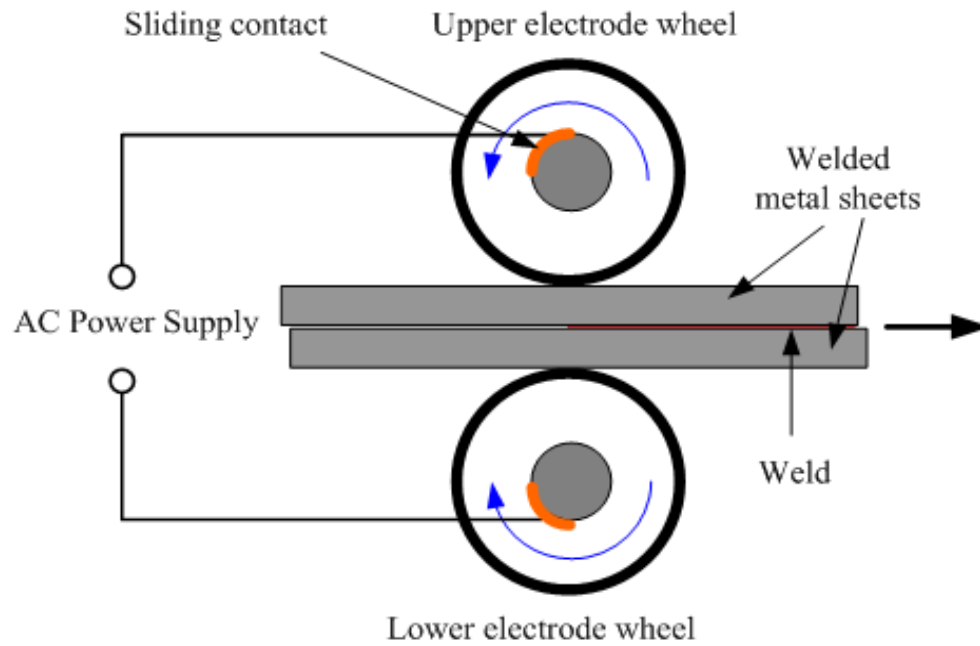 Sliding contact
Upper electrode wheel
Welded
metal sheets
AC Power Supply
Weld
Lower electrode wheel